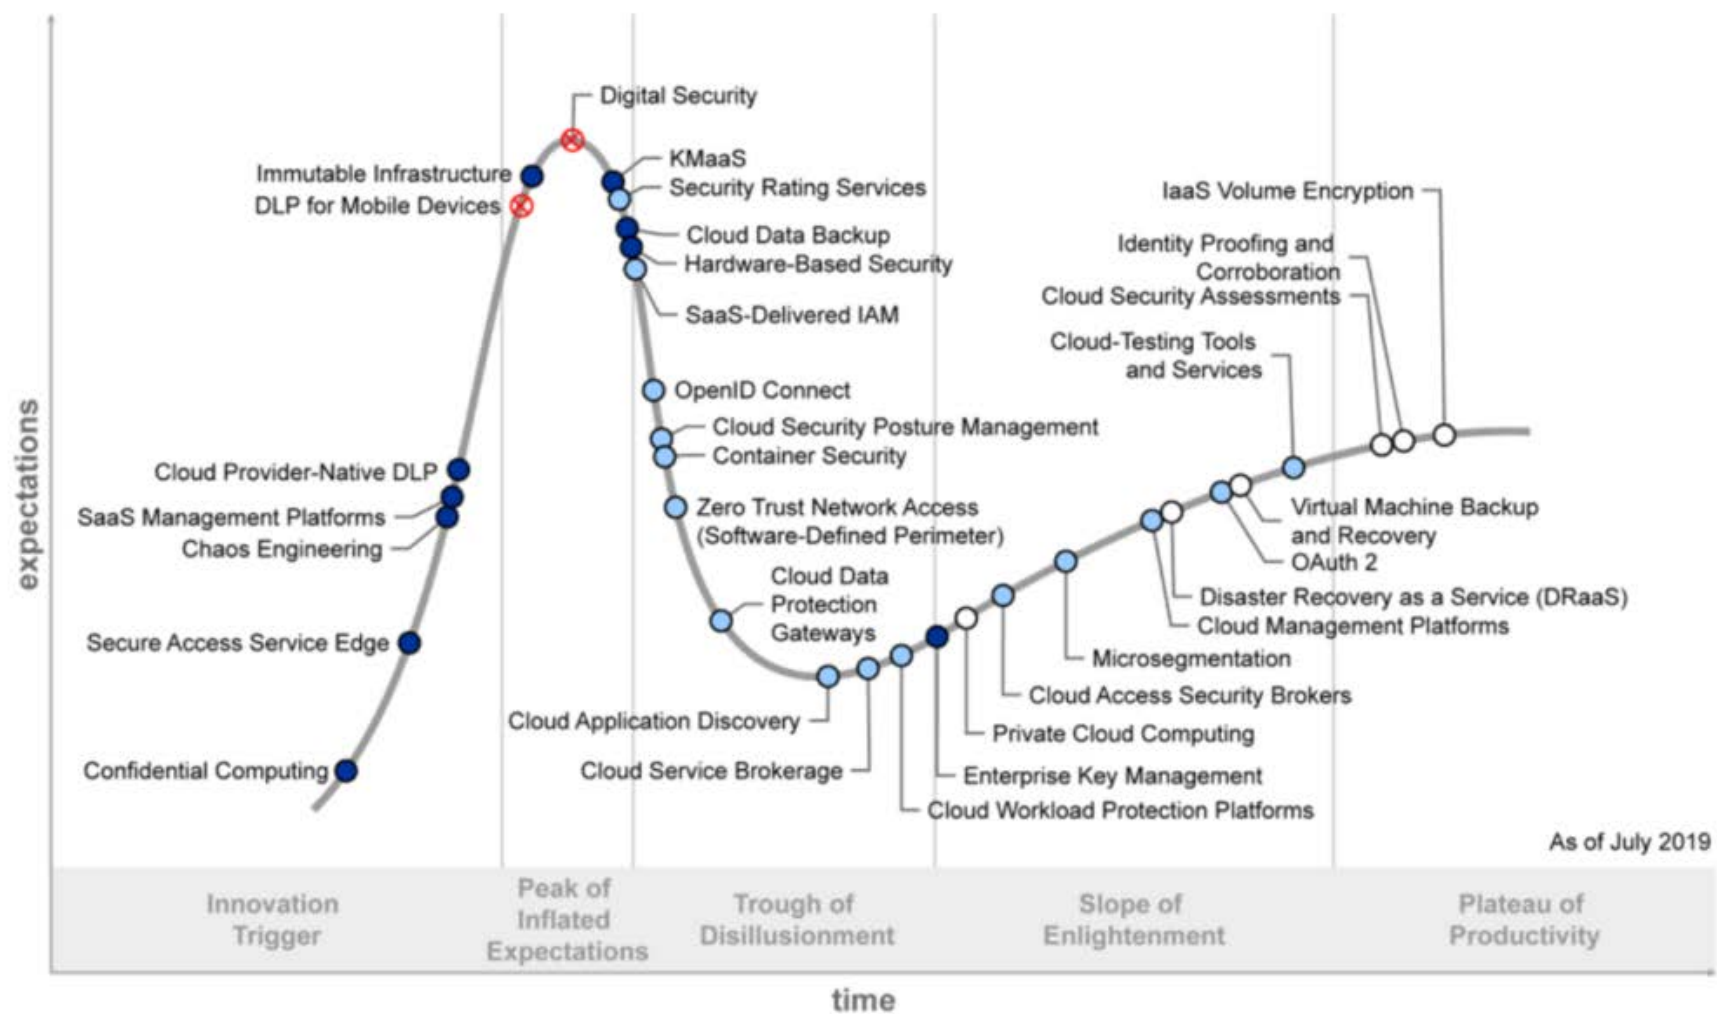 Digital Security
Immutable Infrastructure
DLP for Mobile Devices
KMaaS
Security Rating Services
Cloud Data Backup
Hardware-Based Security
SaaS-Delivered IAM
OpenID Connect
Cloud Security Posture Management
Container Security
Zero Trust Network Access
(Software-Defined Perimeter)
Cloud Data
Protection
Gateways
Cloud Provider-Native DLP
SaaS Management Platforms
Chaos Engineering
Secure Access Service Edge
Confidential Computing
Cloud Application Discovery
Cloud Service Brokerage
IaaS Volume Encryption
Identity Proofing and
Corroboration
Cloud Security Assessments
Cloud-Testing Tools
and Services
Virtual Machine Backup
and Recovery
OAuth 2
Disaster Recovery as a Service (DRaaS)
Cloud Management Platforms
Microsegmentation
Cloud Access Security Brokers
Private Cloud Computing
Enterprise Key Management
Cloud Workload Protection Platforms
As of July 2019
expectations
Innovation
Trigger
Peak of
Inflated
Expectations
Trough of
Disillusionment
Slope of
Enlightenment
Plateau of
Productivity
time